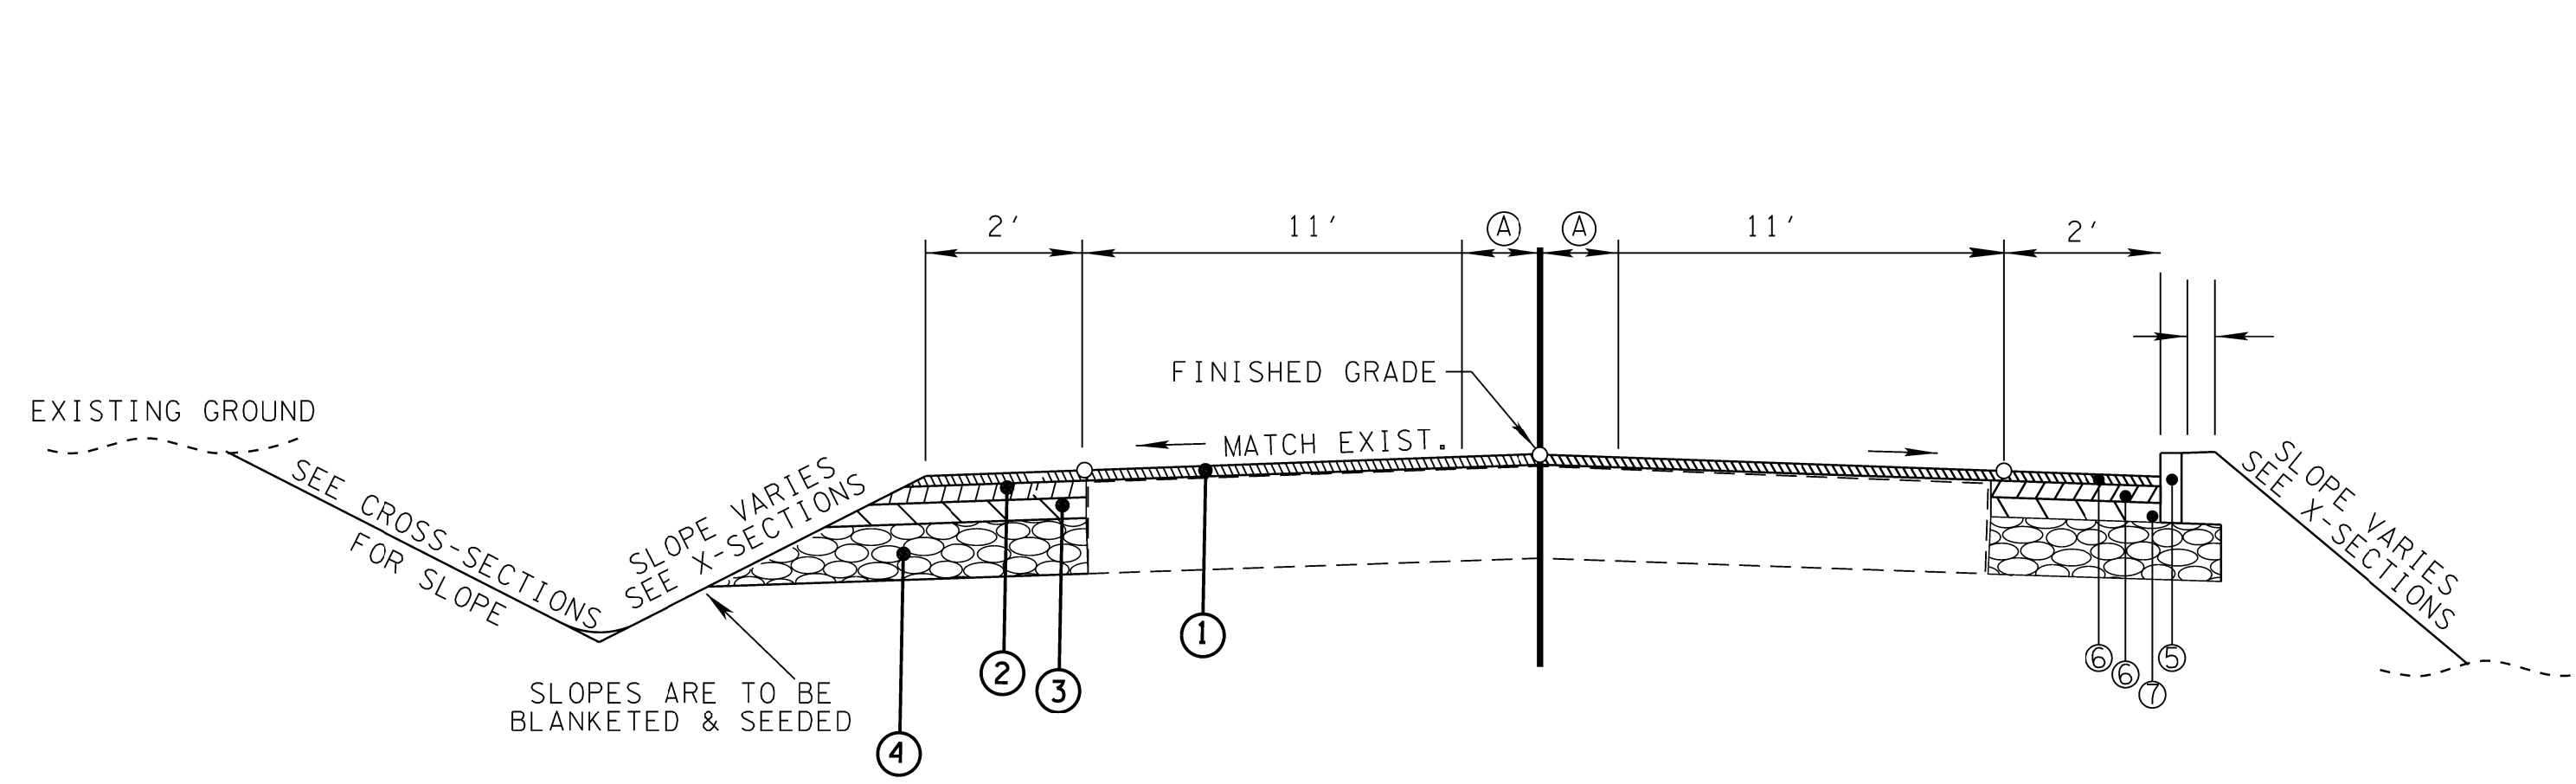 2' 11' Ⓐ Ⓐ 11' 2'
FINISHED GRADE
EXISTING GROUND
MATCH EXIST.
SEE CROSS-SECTIONS
FOR SLOPE
SLOPE VARIES
SEE X-SECTIONS
SLOPE VARIES
SEE X-SECTIONS
① 
② 
③ 
④ 
⑥ ⑤
⑥
⑦
SLOPES ARE TO BE
BLANKETED & SEEDED